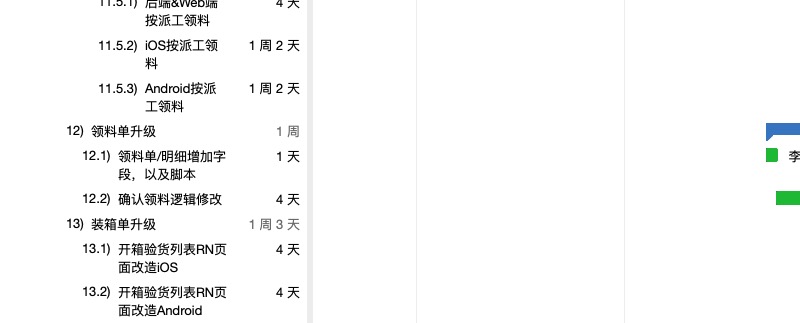 11.5.1) 后端&Web端 4 天
按派工领料
11.5.2) iOS按派工领 1 周 2 天
料
11.5.3) Android按派 1 周 2 天
工领料
12) 领料单升级 1 周
12.1) 领料单/明细增加字 1 天 李
段，以及脚本
12.2) 确认领料逻辑修改 4 天
13) 装箱单升级 1 周 3 天
13.1) 开箱验货列表RN页 4 天
面改造iOS
13.2) 开箱验货列表RN页 4 天
面改造Android